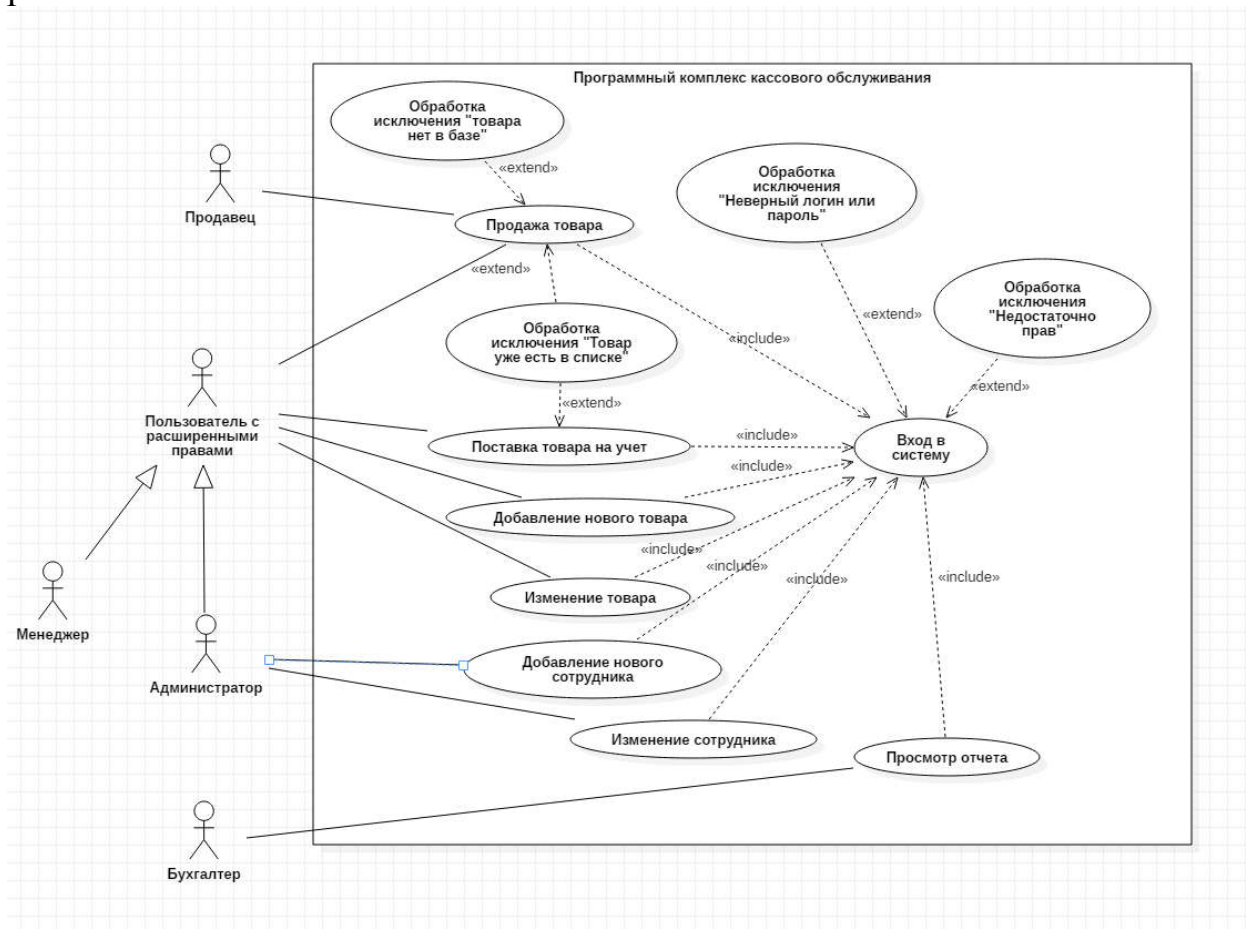 Программный комплекс кассового обслуживания
Обработка
исключения "товара
нет в базе"
«extend»
Обработка
исключения
"Неверный логин или
пароль"
Продавец
Продажа товара
«extend»
Обработка
исключения
"Недостаточно
прав"
«extend»
Обработка
исключения "Товар
уже есть в списке"
«include»
«extend»
«extend»
Пользователь с
расширенными
правами
Поставка товара на учет
«include»
Вход в
систему
«include»
Добавление нового товара
«include»
«include»
«include»
«include»
Изменение товара
Менеджер
Добавление нового
сотрудника
Администратор
Изменение сотрудника
Просмотр отчета
Бухгалтер